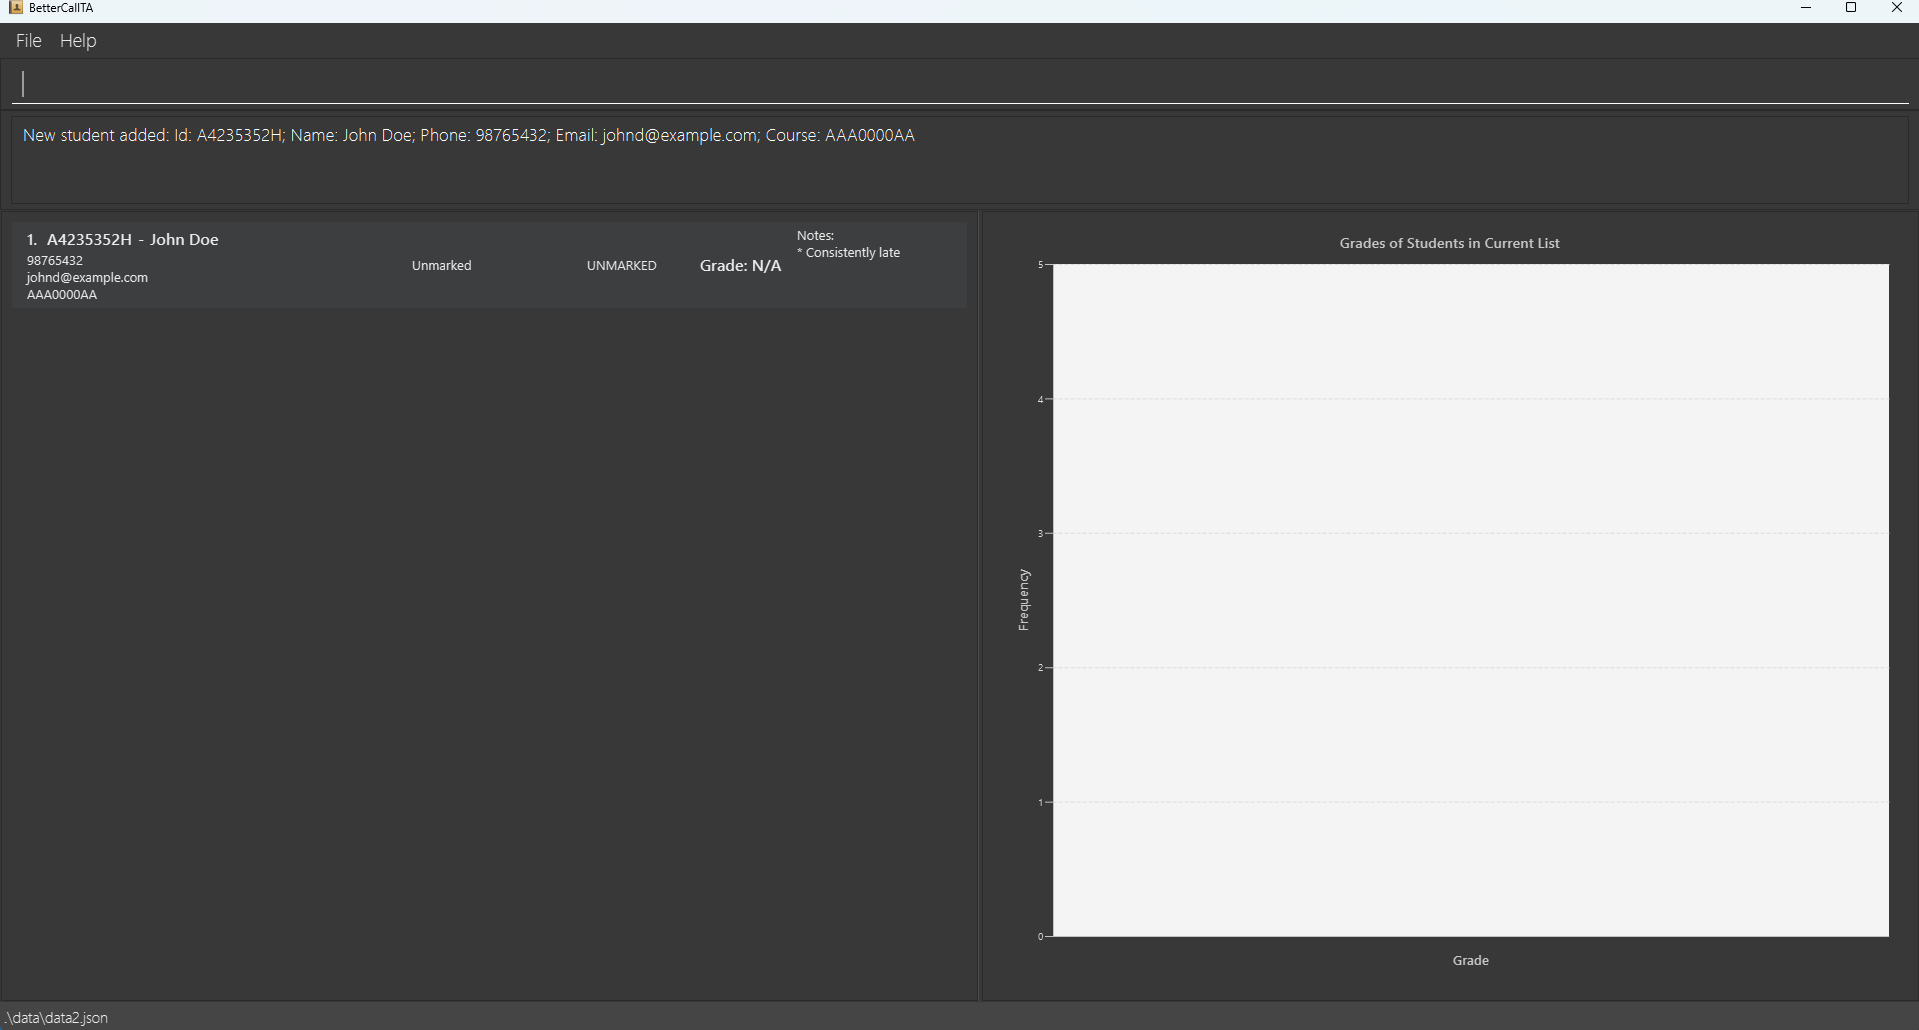 BetterCallTA
File Help
New student added: Id: A4235352H; Name: John Doe; Phone: 98765432; Email: johnd@example.com; Course: AAA0000AA
1. A4235352H - John Doe
98765432
johnd@example.com
AAA0000AA
Unmarked
UNMARKED
Grade: N/A
Notes:
* Consistently late
Grades of Students in Current List
5
4
3
2
1
0
Frequency
Grade
.\data\data2.json